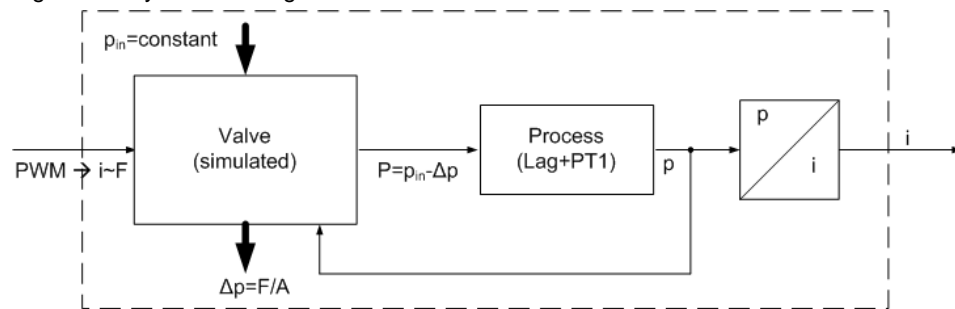 p_in=constant
Valve
(simulated)
PWM → i~F
P=p_in-Δp
Process
(Lag+PT1)
p
p
i
i
Δp=F/A